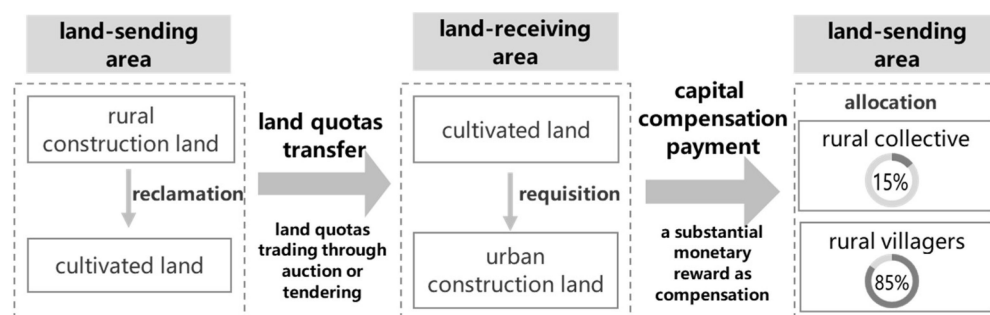 land-sending
area
rural
construction land
reclamation
cultivated land
land quotas
transfer
land quotas
trading through
auction or
tendering
land-receiving
area
cultivated land
requisition
urban
construction land
capital
compensation
payment
a substantial
monetary
reward as
compensation
land-sending
area
allocation
rural collective
15%
rural villagers
85%